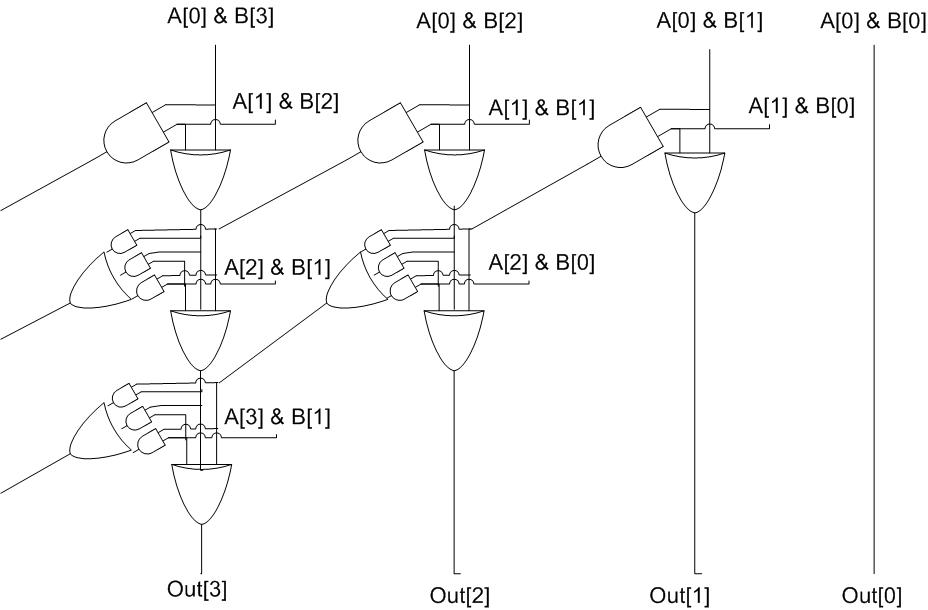 A[0] & B[3]
A[0] & B[2]
A[0] & B[1]
A[0] & B[0]
A[1] & B[2]
A[1] & B[1]
A[1] & B[0]
A[2] & B[1]
A[2] & B[0]
A[3] & B[1]
Out[3]
Out[2]
Out[1]
Out[0]